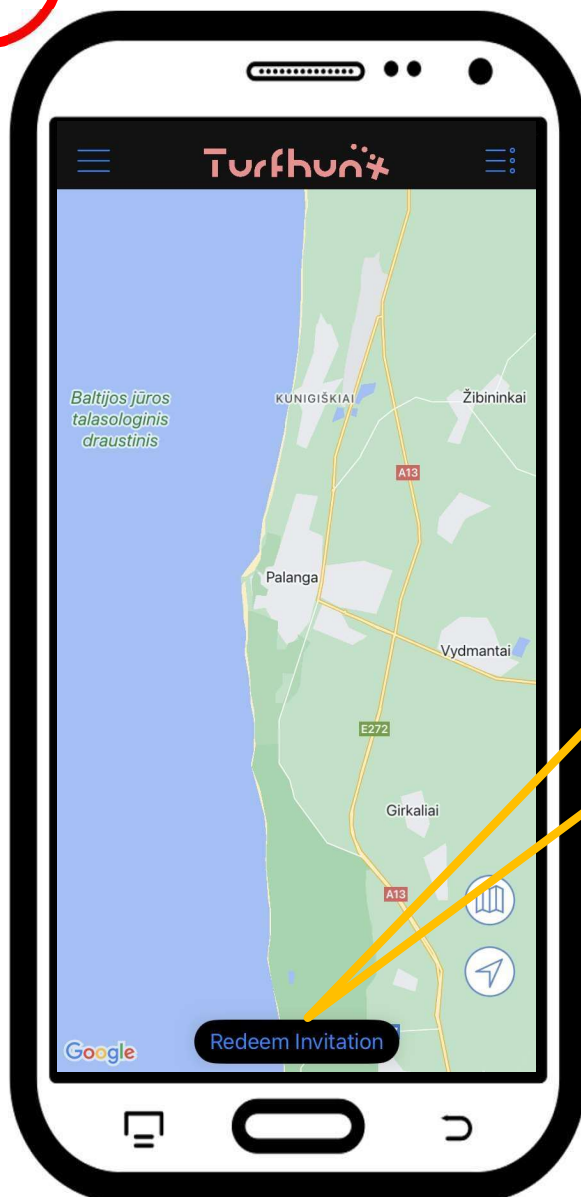 Turfhunt
Baltijos jūros
talasologinis
draustinis
KUNIGIŠKIAI
Žibininkai
A13
Palanga
Vydmantai
E272
Girkaliai
A13
Redeem Invitation
Google